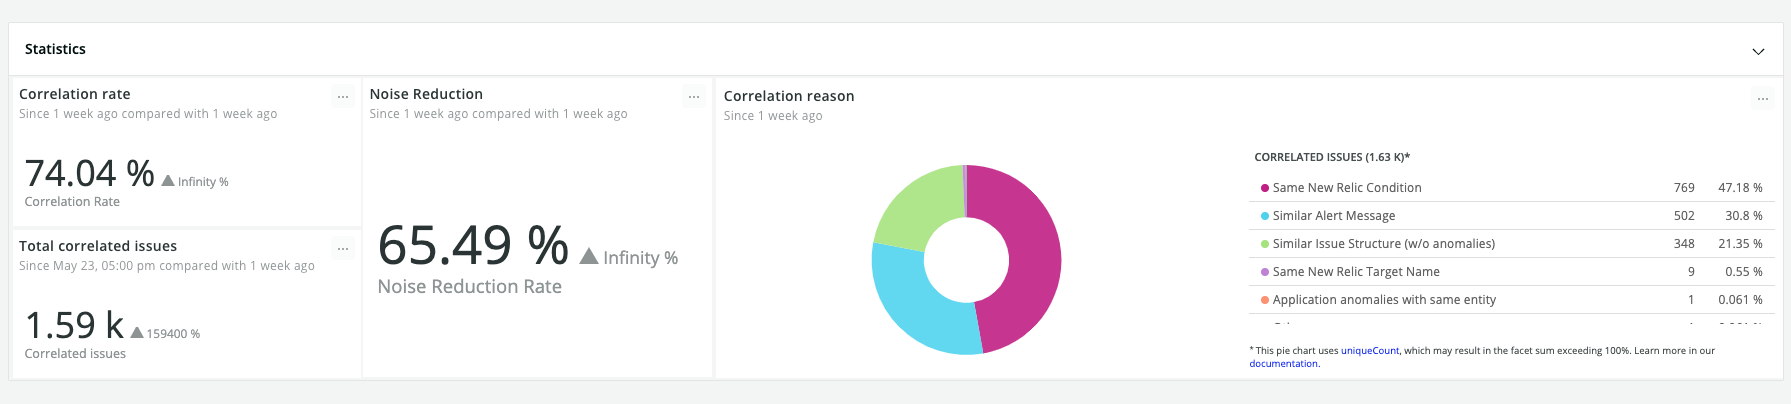 Statistics
Correlation rate
Since 1 week ago compared with 1 week ago
74.04 % Infinity %
Correlation Rate
Total correlated issues
Since May 23, 05:00 pm compared with 1 week ago
1.59 k 159400 %
Correlated issues
Noise Reduction
Since 1 week ago compared with 1 week ago
65.49 % Infinity %
Noise Reduction Rate
Correlation reason
Since 1 week ago
CORRELATED ISSUES (1.63 K)*
Same New Relic Condition 769 47.18 %
Similar Alert Message 502 30.8 %
Similar Issue Structure (w/o anomalies) 348 21.35 %
Same New Relic Target Name 9 0.55 %
Application anomalies with same entity 1 0.061 %
* This pie chart uses uniqueCount, which may result in the facet sum exceeding 100%. Learn more in our
documentation.